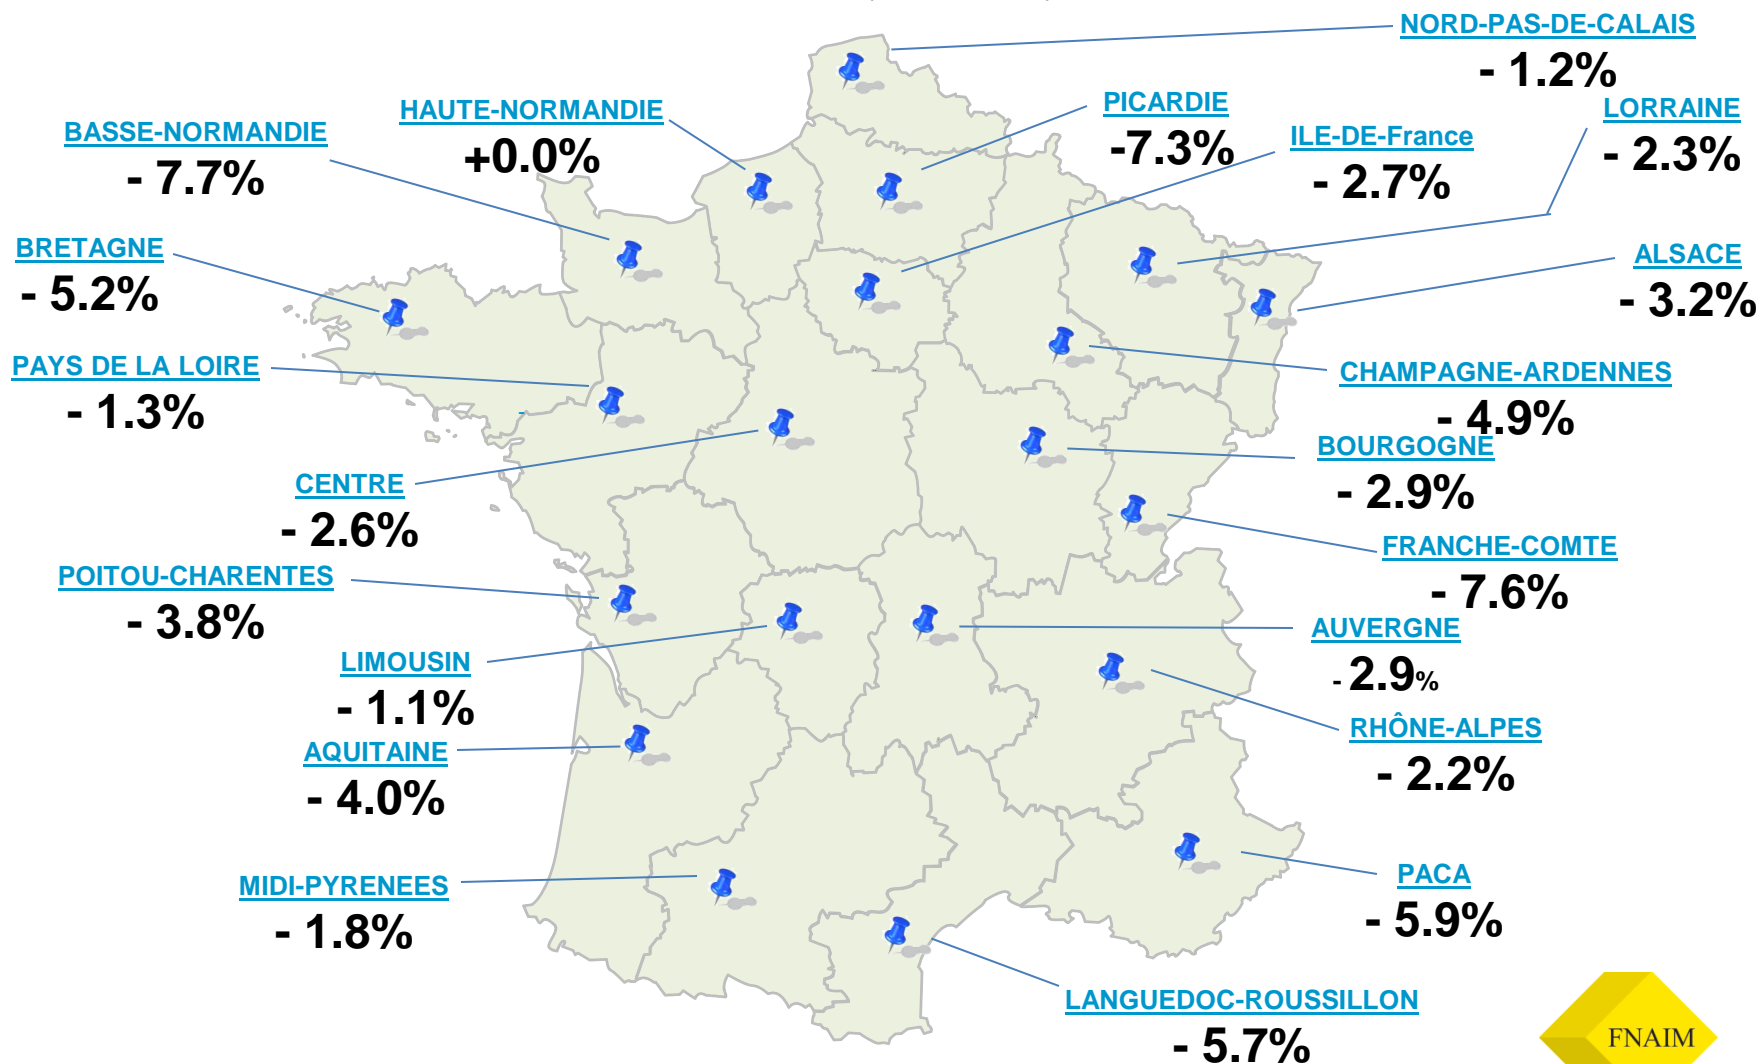 NORD-PAS-DE-CALAIS
- 1.2%
HAUTE-NORMANDIE
+0.0%
PICARDIE
-7.3%
LORRAINE
- 2.3%
BASSE-NORMANDIE
- 7.7%
ILE-DE-France
- 2.7%
BRETAGNE
- 5.2%
ALSACE
- 3.2%
PAYS DE LA LOIRE
- 1.3%
CHAMPAGNE-ARDENNES
- 4.9%
BOURGOGNE
- 2.9%
CENTRE
- 2.6%
FRANCHE-COMTE
- 7.6%
POITOU-CHARENTES
- 3.8%
AUVERGNE
- 2.9%
LIMOUSIN
- 1.1%
RHÔNE-ALPES
- 2.2%
AQUITAINE
- 4.0%
MIDI-PYRENEES
- 1.8%
PACA
- 5.9%
LANGUEDOC-ROUSSILLON
- 5.7%
FNAIM